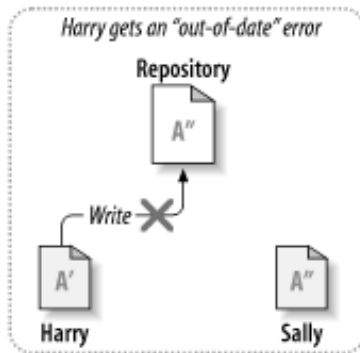 Harry gets an "out-of-date" error
Repository
A"
Write
A'
A"
Harry
Sally